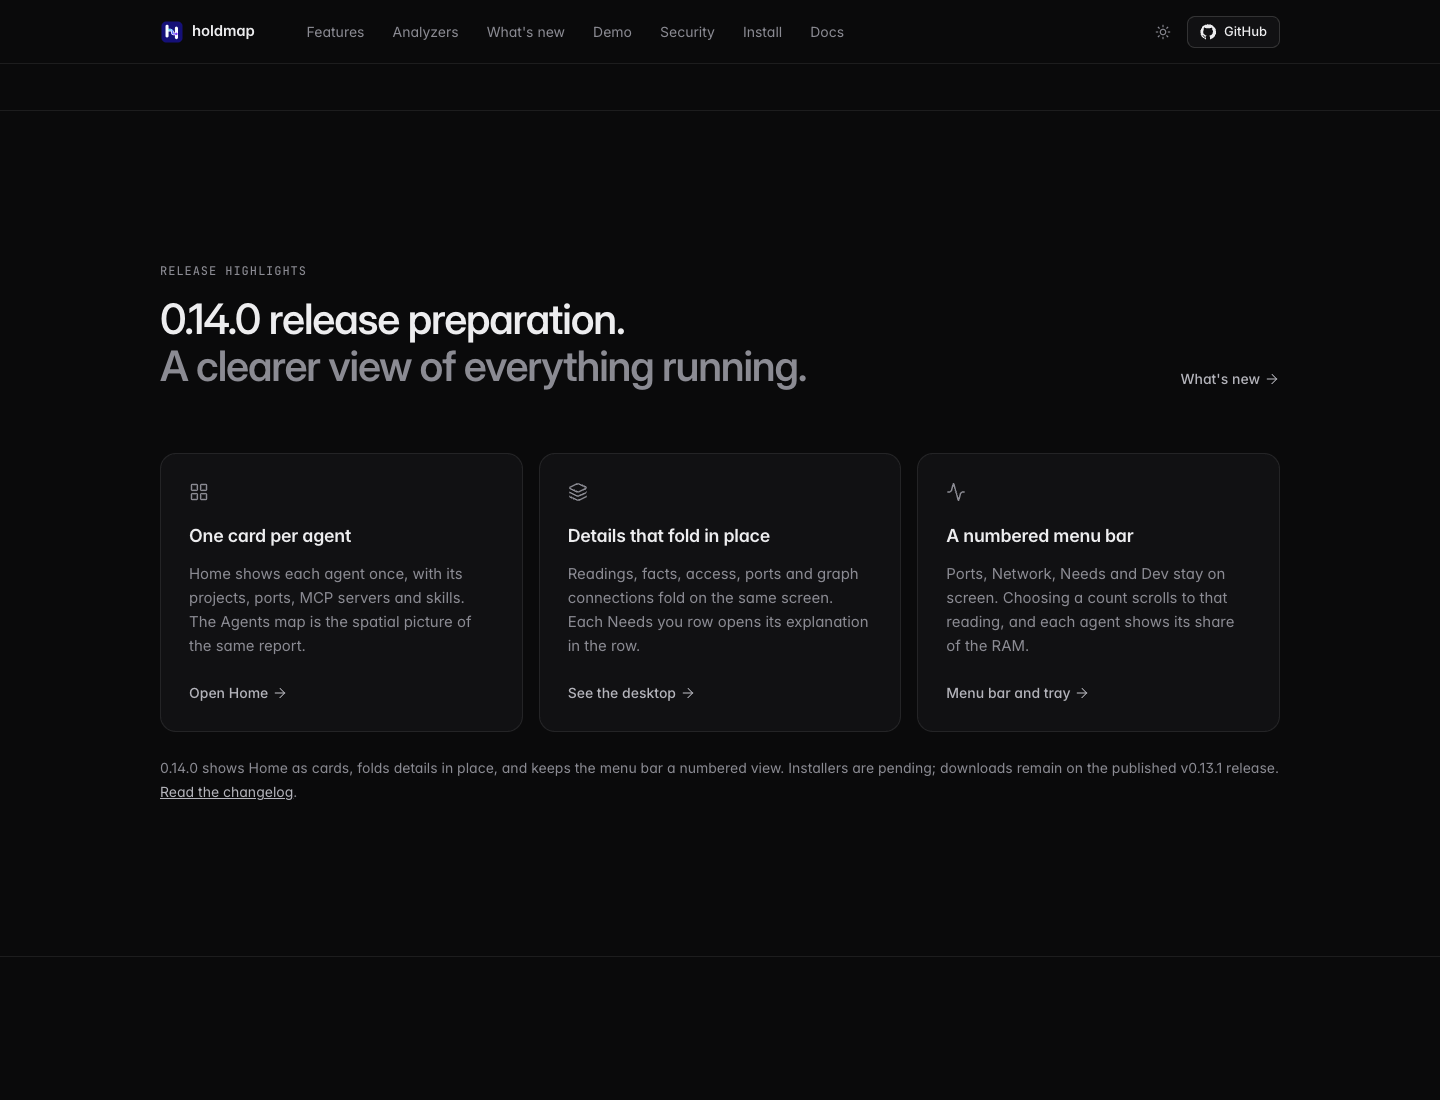 holdmap
Features
Analyzers
What's new
Demo
Security
Install
Docs
GitHub
RELEASE HIGHLIGHTS
0.14.0 release preparation.
A clearer view of everything running.
What's new →
One card per agent
Home shows each agent once, with its
projects, ports, MCP servers and skills.
The Agents map is the spatial picture of
the same report.
Open Home →
Details that fold in place
Readings, facts, access, ports and graph
connections fold on the same screen.
Each Needs you row opens its explanation
in the row.
See the desktop →
A numbered menu bar
Ports, Network, Needs and Dev stay on
screen. Choosing a count scrolls to that
reading, and each agent shows its share
of the RAM.
Menu bar and tray →
0.14.0 shows Home as cards, folds details in place, and keeps the menu bar a numbered view. Installers are pending; downloads remain on the published v0.13.1 release.
Read the changelog.